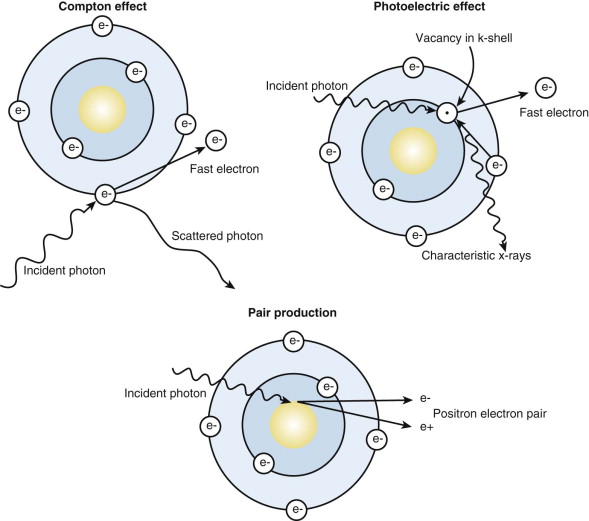 Compton effect
e-
e-
e-
e-
e-
e-
Fast electron
e-
Scattered photon
Incident photon
Photoelectric effect
Vacancy in k-shell
e-
Incident photon
e-
Fast electron
e-
e-
e-
e-
Characteristic x-rays
Pair production
e-
Incident photon
e-
e-
Positron electron pair
e-
e+
e-
e-
e-